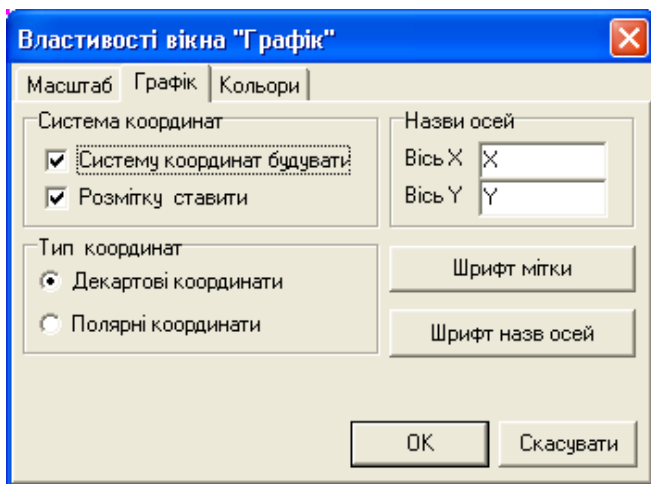 Властивості вікна "Графік"
Масштаб Графік Кольори
Система координат
Систему координат будувати
Розмітку ставити
Назви осей
Вісь X X
Вісь Y Y
Тип координат
Декартові координати
Полярні координати
Шрифт мітки
Шрифт назв осей
OK Скасувати